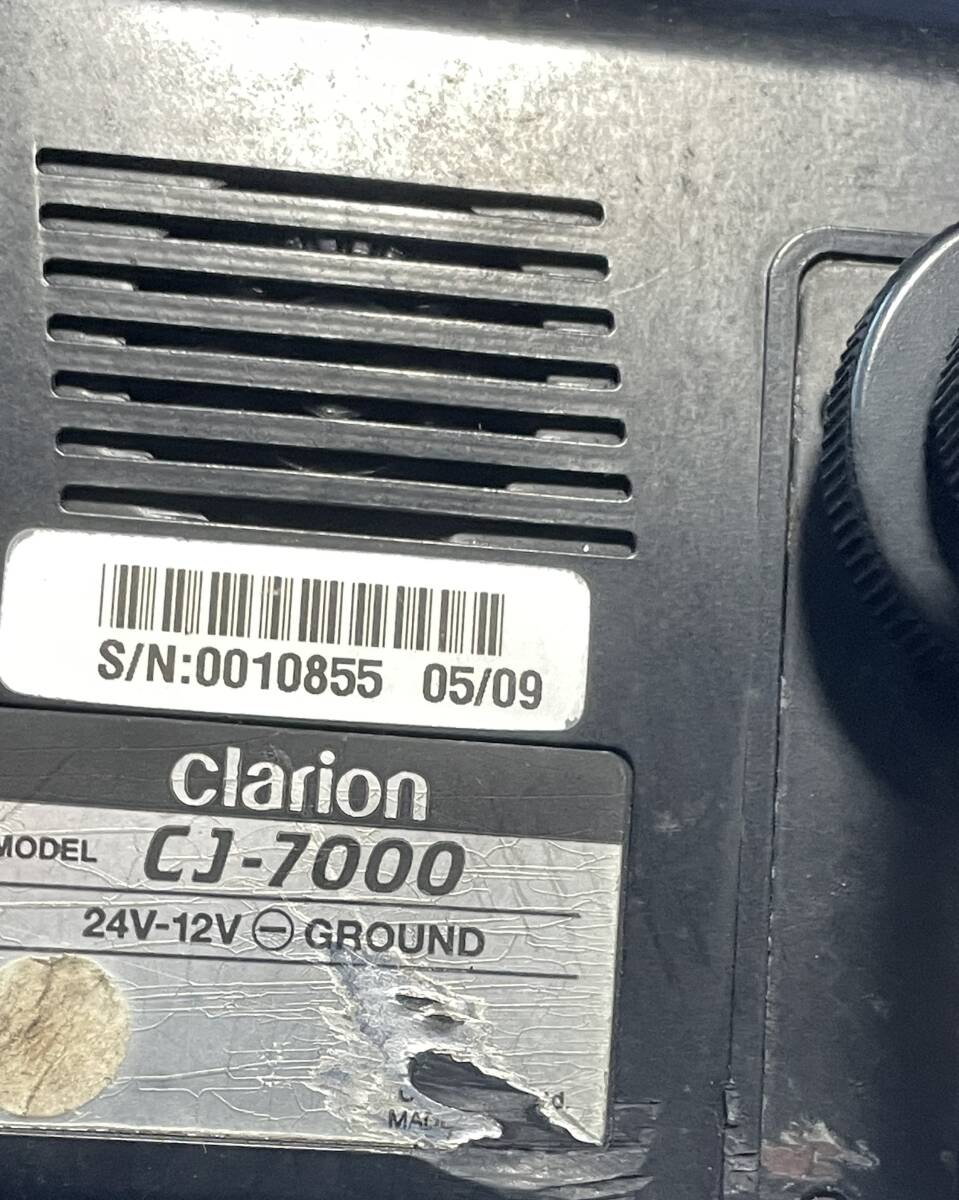 S/N:0010855 05/09
clarion
MODEL CJ-7000
24V-12V ⊖ GROUND